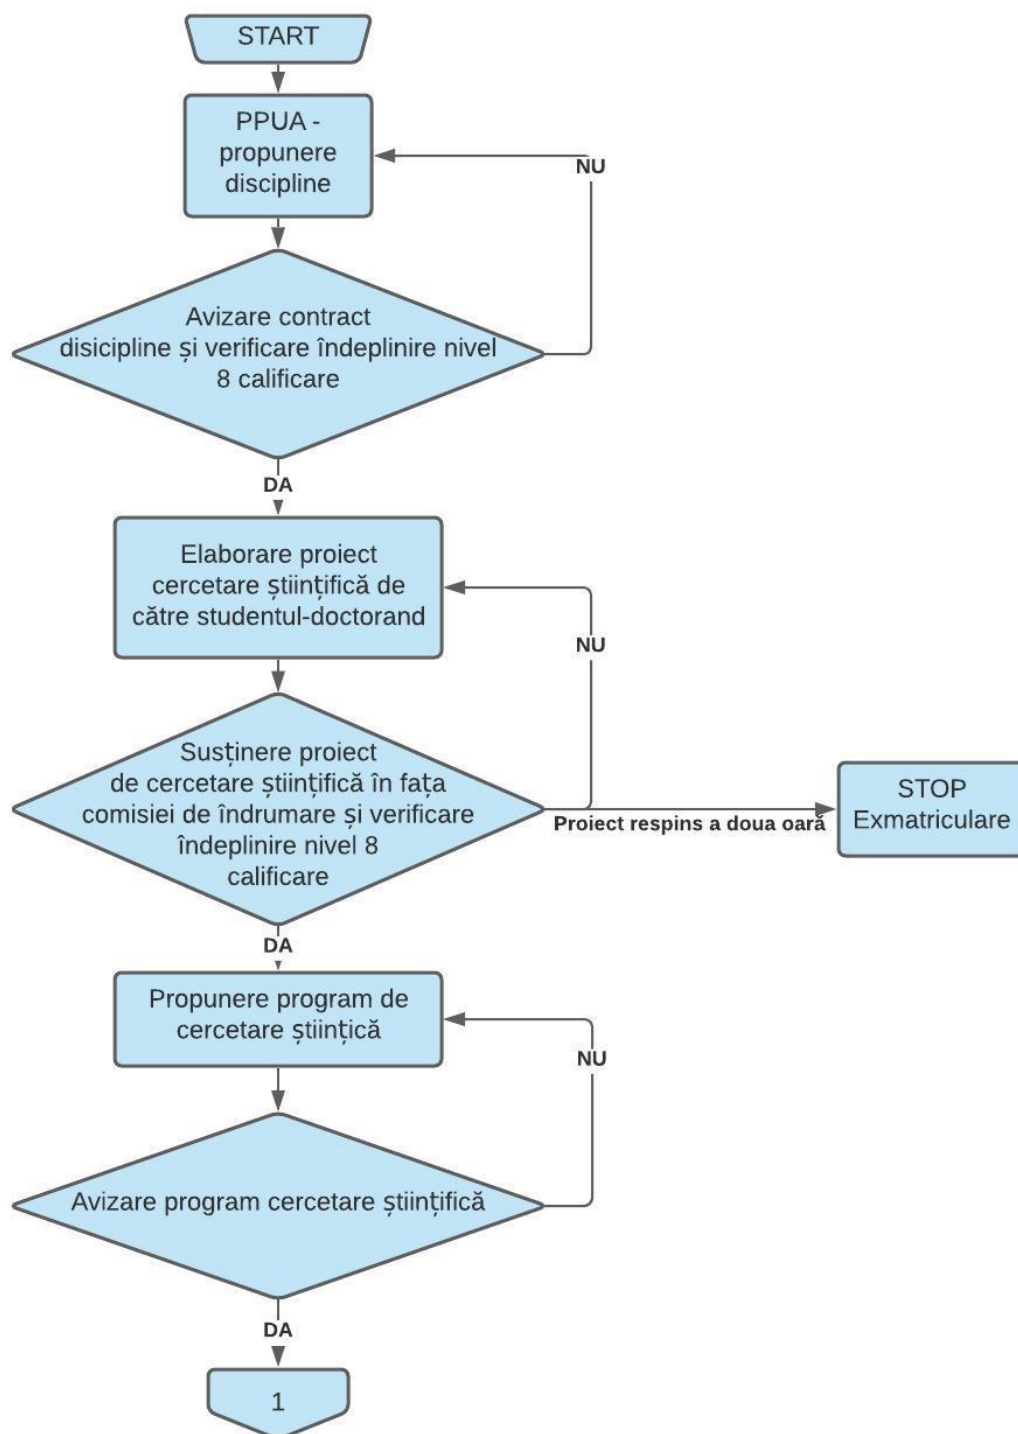 START
PPUA -
propunere
discipline
NU
Avizare contract
disicipline și verificare îndeplinire nivel
8 calificare
DA
Elaborare proiect
cercetare științifică de
către studentul-doctorand
NU
Susținere proiect
de cercetare științifică în fața
comisiei de îndrumare și verificare
îndeplinire nivel 8
calificare
Proiect respins a doua oară
STOP
Exmatriculare
DA
Propunere program de
cercetare științică
NU
Avizare program cercetare științifică
DA
1